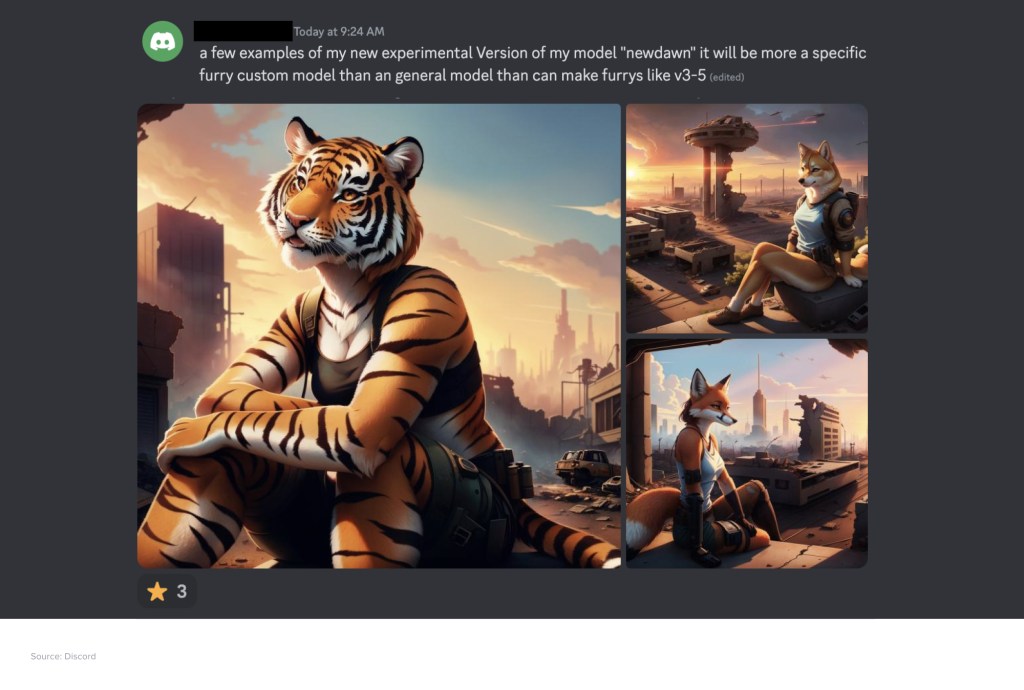 Today at 9:24 AM
a few examples of my new experimental Version of my model "newdawn" it will be more a specific
furry custom model than an general model than can make furrys like v3-5 (edited)
3
Source: Discord